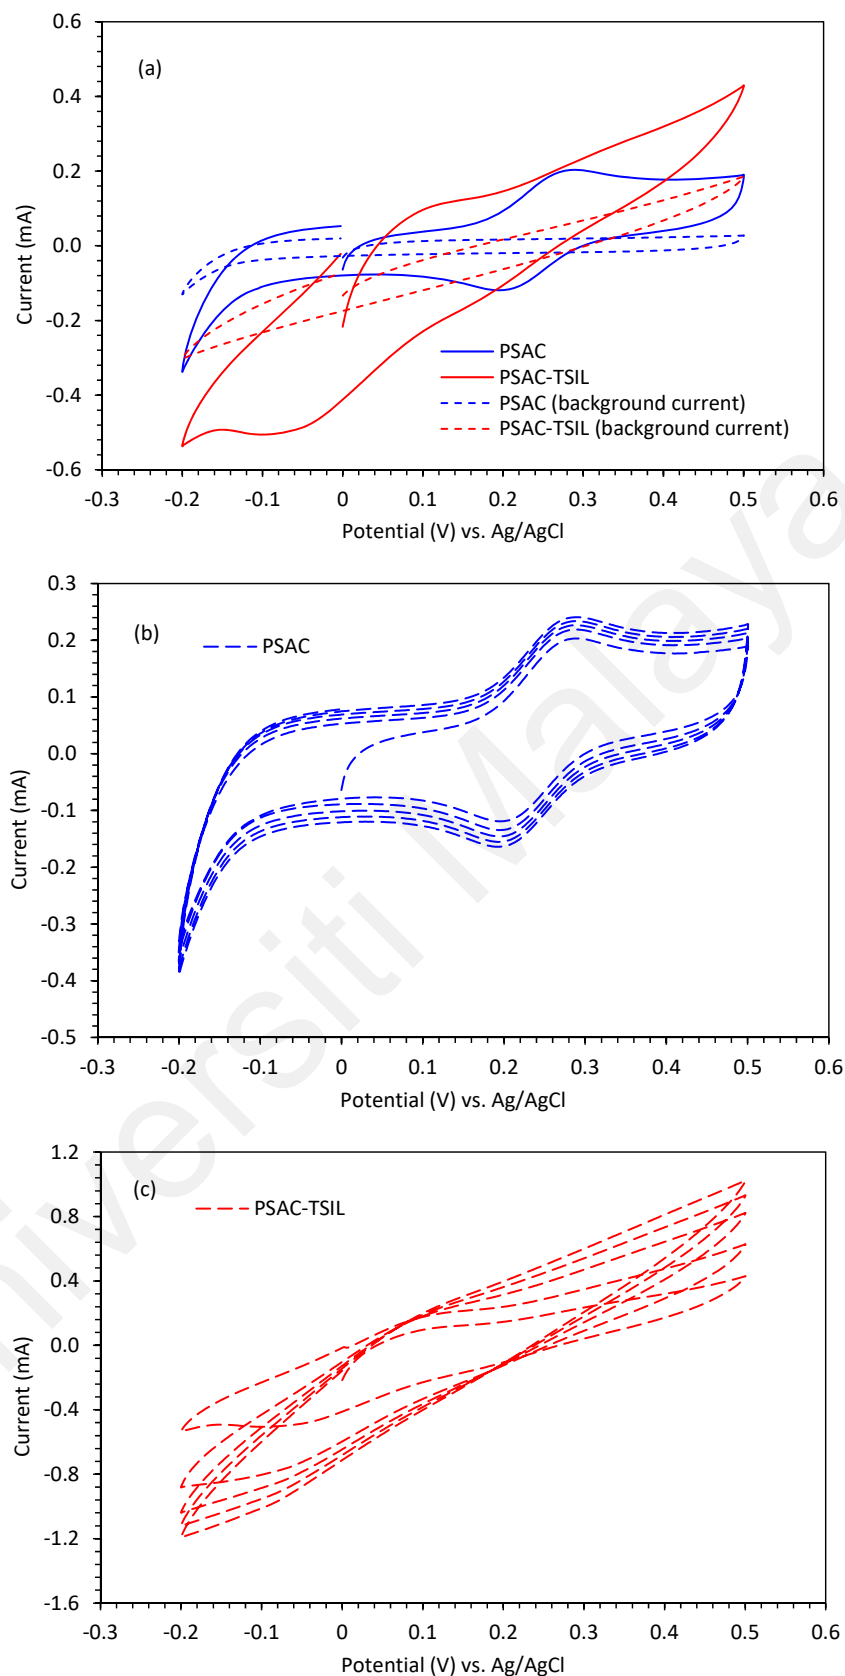 0.6
(a)
0.4
0.2
0.0
-0.2
-0.4
-0.6
Current (mA)
PSAC
PSAC-TSIL
PSAC (background current)
PSAC-TSIL (background current)
-0.3 -0.2 -0.1 0 0.1 0.2 0.3 0.4 0.5 0.6
Potential (V) vs. Ag/AgCl
0.3
(b)
PSAC
0.2
0.1
0.0
-0.1
-0.2
-0.3
-0.4
-0.5
Current (mA)
-0.3 -0.2 -0.1 0 0.1 0.2 0.3 0.4 0.5 0.6
Potential (V) vs. Ag/AgCl
1.2
(c)
PSAC-TSIL
0.8
0.4
0.0
-0.4
-0.8
-1.2
-1.6
Current (mA)
-0.3 -0.2 -0.1 0 0.1 0.2 0.3 0.4 0.5 0.6
Potential (V) vs. Ag/AgCl
niversiti Malaya